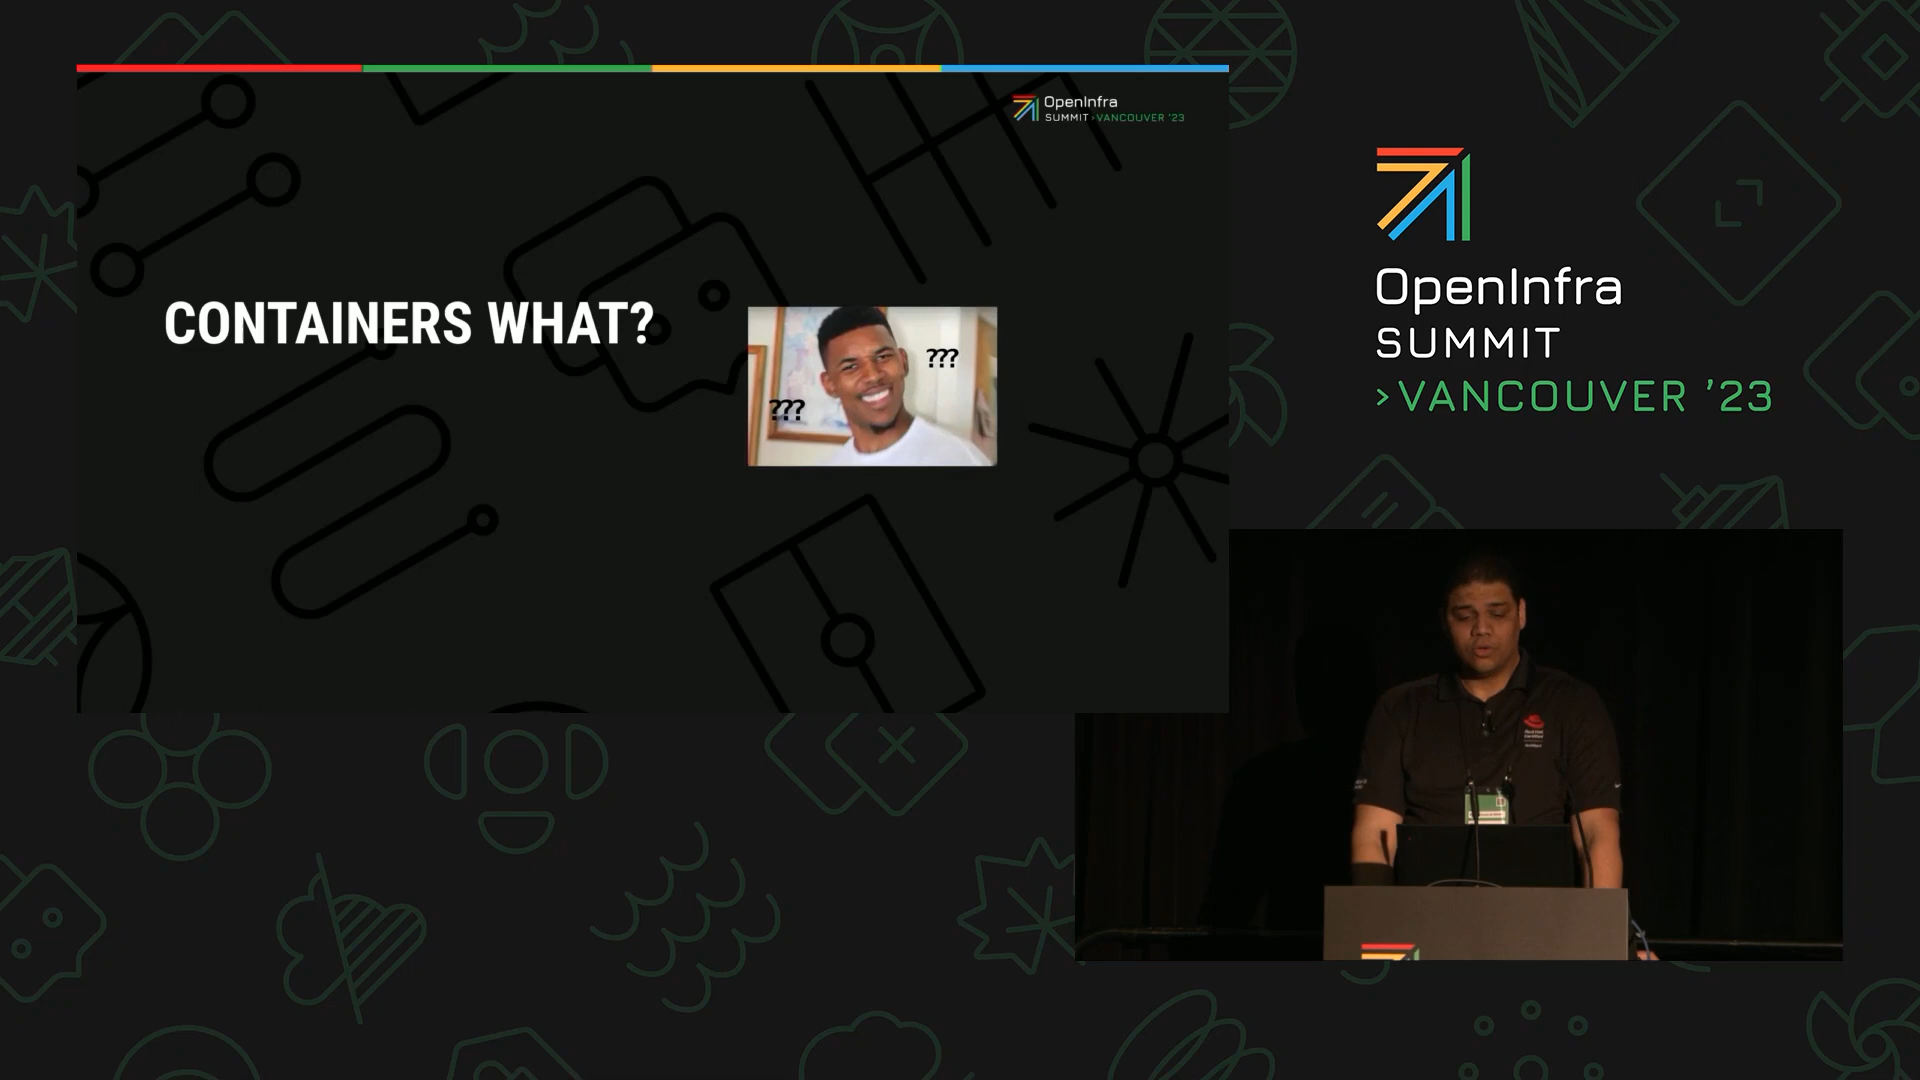 OpenInfra
SUMMIT >VANCOUVER '23
CONTAINERS WHAT?
???
???
OpenInfra
SUMMIT
>VANCOUVER '23